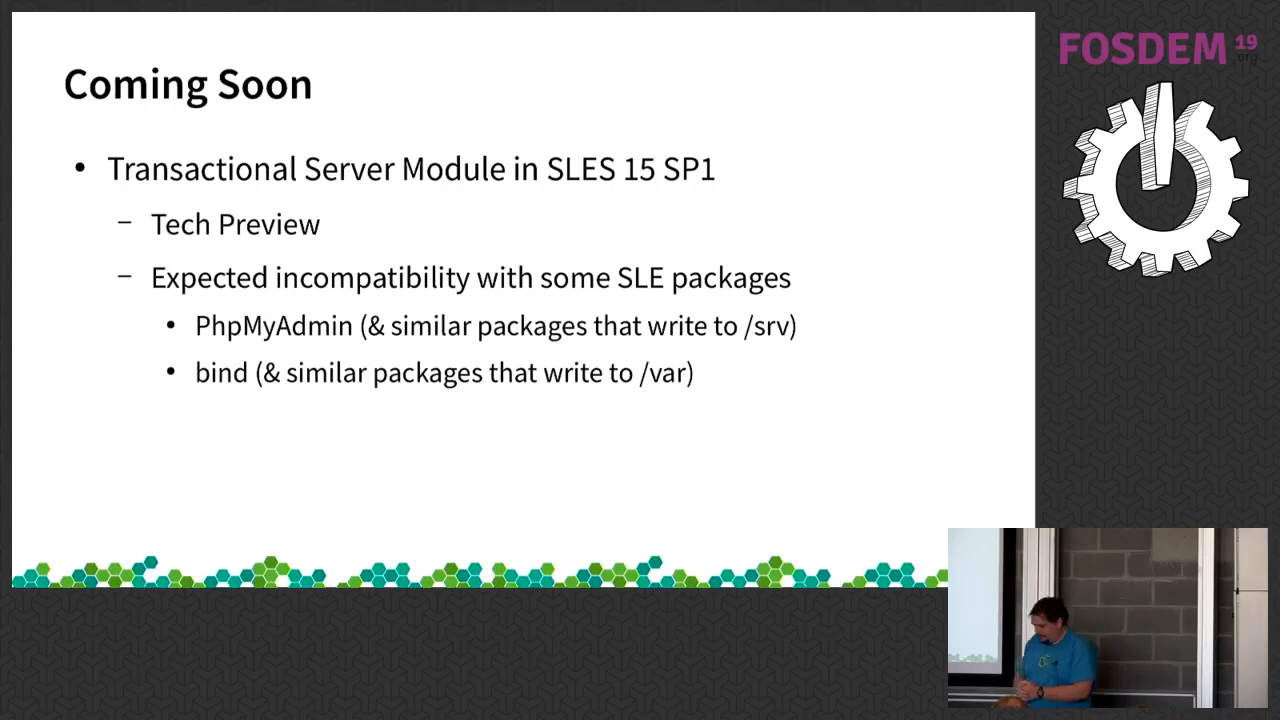 Coming Soon
• Transactional Server Module in SLES 15 SP1
– Tech Preview
– Expected incompatibility with some SLE packages
• PhpMyAdmin (& similar packages that write to /srv)
• bind (& similar packages that write to /var)
FOSDEM 19
.org